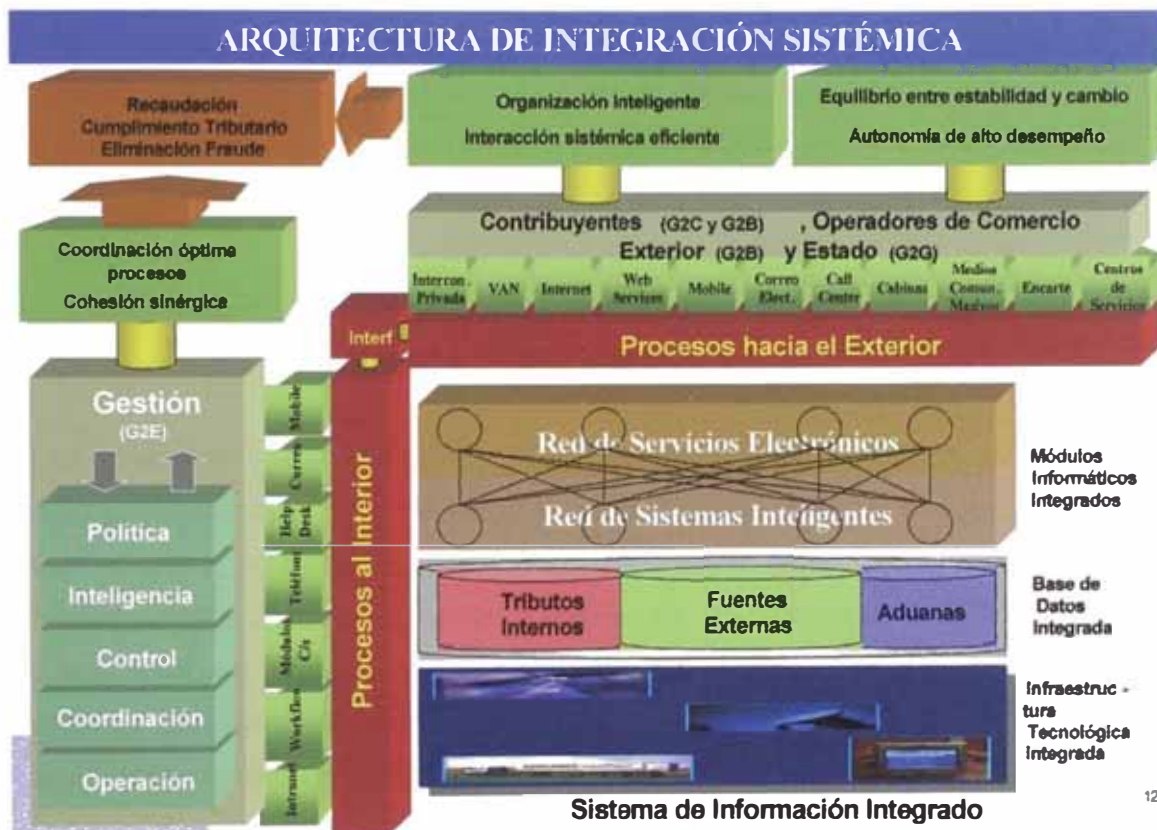 ARQUITECTURA DE INTEGRACIÓN SISTÉMICA
Recaudación
Cumplimiento Tributario
Eliminación Fraude
Organización inteligente
Interacción sistémica eficiente
Equilibrio entre estabilidad y cambio
Autonomía de alto desempeño
Coordinación óptima
procesos
Cohesión sinérgica
Contribuyentes (G2C y G2B) , Operadores de Comercio
Exterior (G2B) y Estado (G2G)
Intercon.
Privada
VAN
Internet
Web
Services
Mobile
Correo
Elect.
Call
Center
Cabinas
Medios
Comun.
Masivos
Encarte
Centros
de
Servicios
Interf
Procesos hacia el Exterior
Gestión
(G2E)
Política
Inteligencia
Control
Coordinación
Operación
Mobile
Correo
Help
Desk
Teléfono
Modulos
C/s
Workflow
Intranet
Procesos al Interior
Red de Servicios Electrónicos
Red de Sistemas Inteligentes
Módulos
Informáticos
Integrados
Tributos
Internos
Fuentes
Externas
Aduanas
Base de
Datos
Integrada
Infraestruc -
tura
Tecnológica
Integrada
Sistema de Información Integrado
12